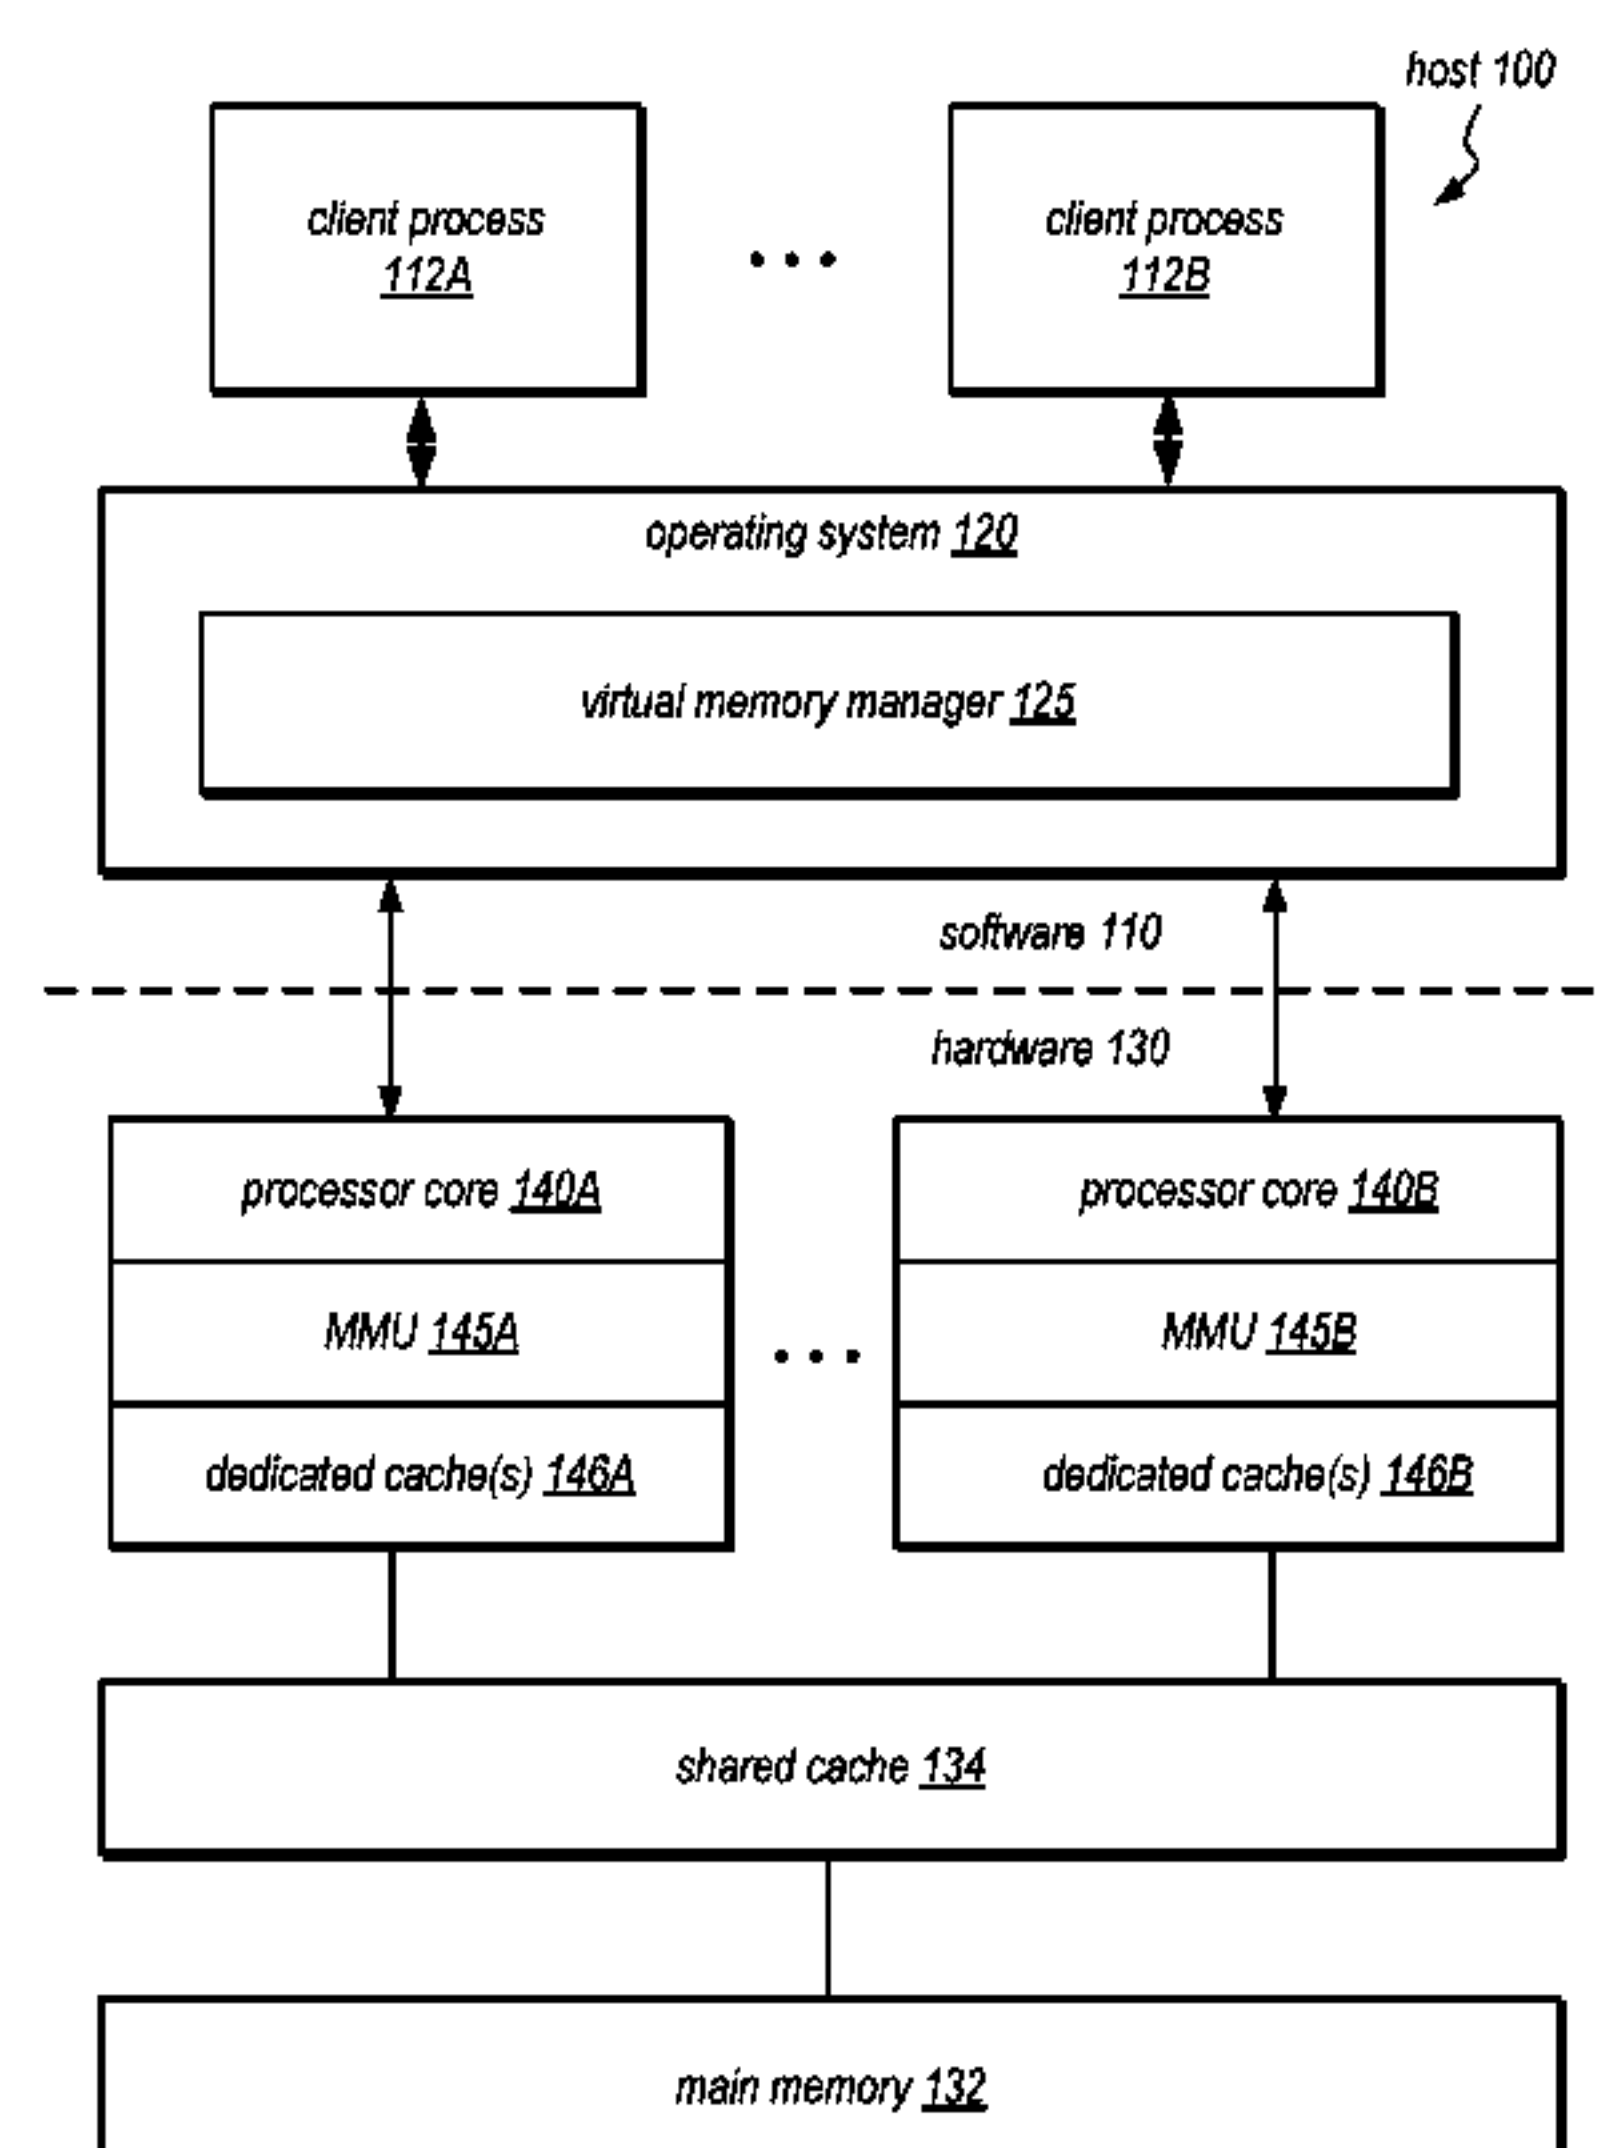 host 100
client process
112A
client process
112B
operating system 120
virtual memory manager 125
software 110
hardware 130
processor core 140A
processor core 140B
MMU 145A
MMU 145B
dedicated cache(s) 146A
dedicated cache(s) 146B
shared cache 134
main memory 132